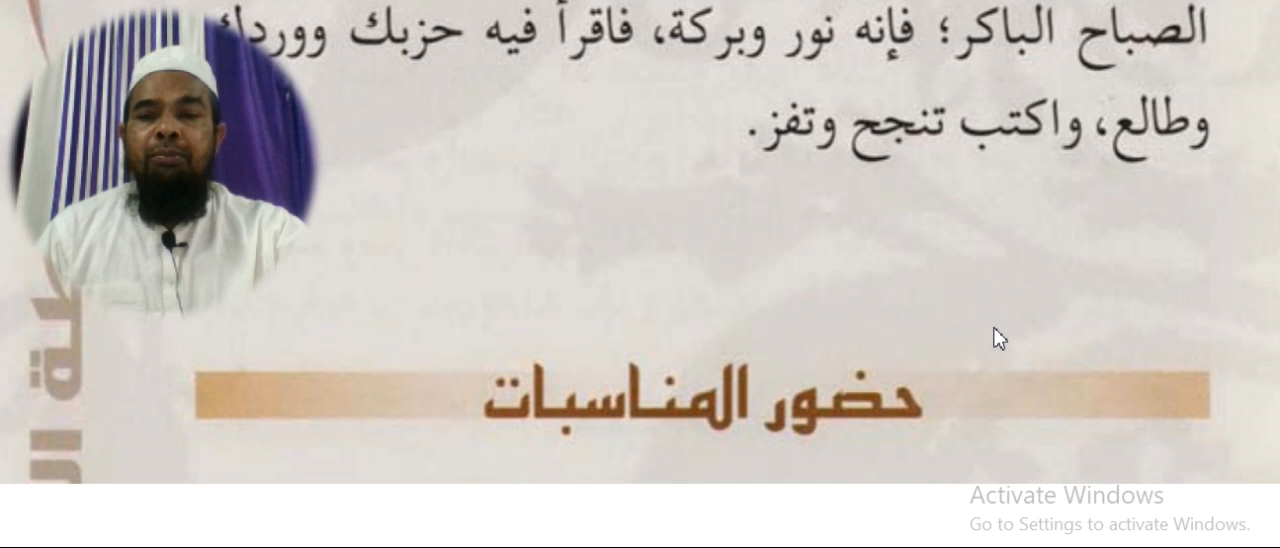 الصباح الباكر؛ فإنه نور وبركة، فاقرأ فيه حزبك ووردك
وطالع، واكتب تنجح وتفز.
حضور المناسبات
Activate Windows
Go to Settings to activate Windows.